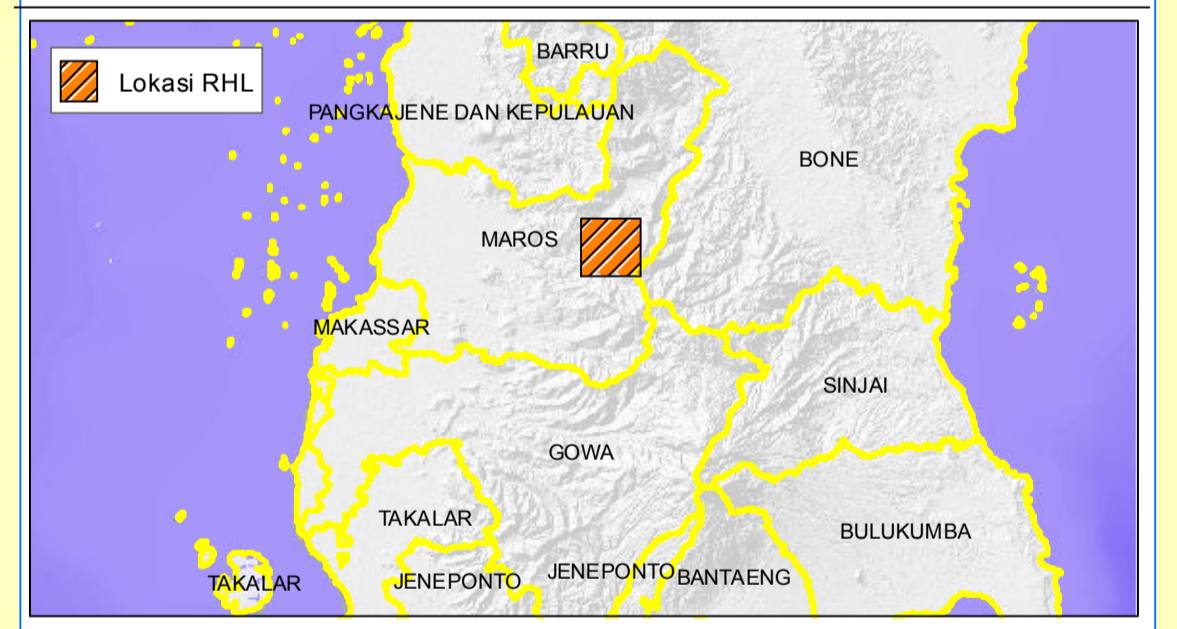 BARRU
Lokasi RHL
PANGKAJENE DAN KEPULAUAN
BONE
MAROS
MAKASSAR
SINJAI
GOWA
TAKALAR
BULUKUMBA
JENEPONTO
BANTAENG
TAKALAR
JENEPONTO